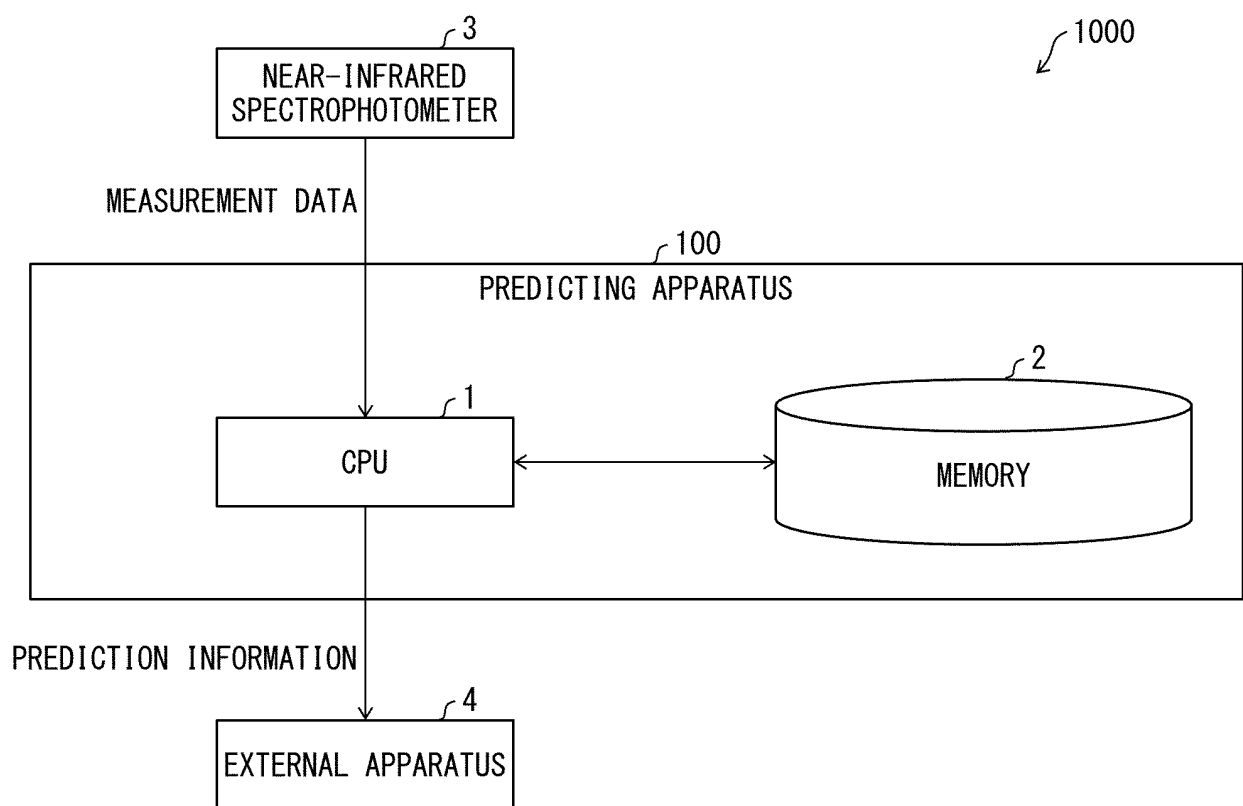 3
1000
NEAR-INFRARED
SPECTROPHOTOMETER
MEASUREMENT DATA
100
PREDICTING APPARATUS
1
2
CPU
MEMORY
PREDICTION INFORMATION
4
EXTERNAL APPARATUS